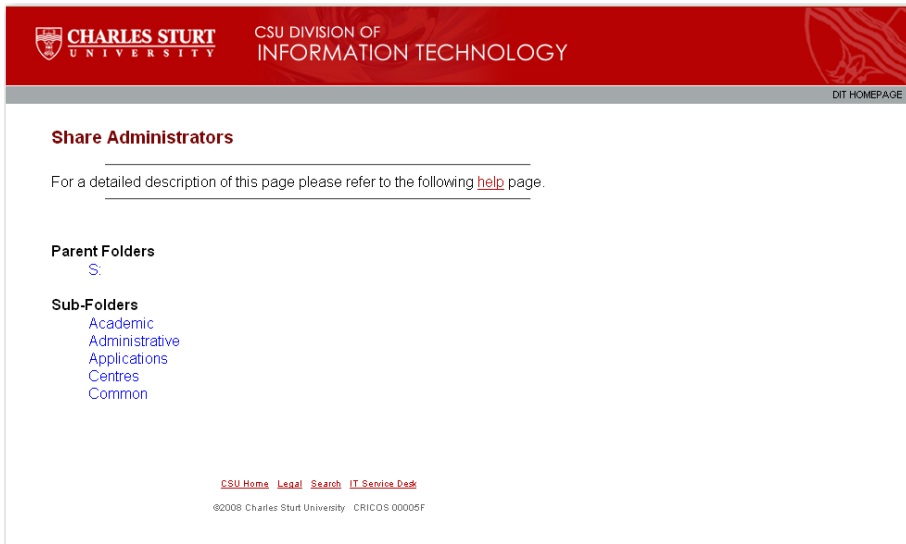 CHARLES STURT
UNIVERSITY
CSU DIVISION OF
INFORMATION TECHNOLOGY
DIT HOMEPAGE
Share Administrators
For a detailed description of this page please refer to the following help page.
Parent Folders
S:
Sub-Folders
Academic
Administrative
Applications
Centres
Common
CSU Home Legal Search IT Service Desk
©2008 Charles Sturt University CRICOS 00005F